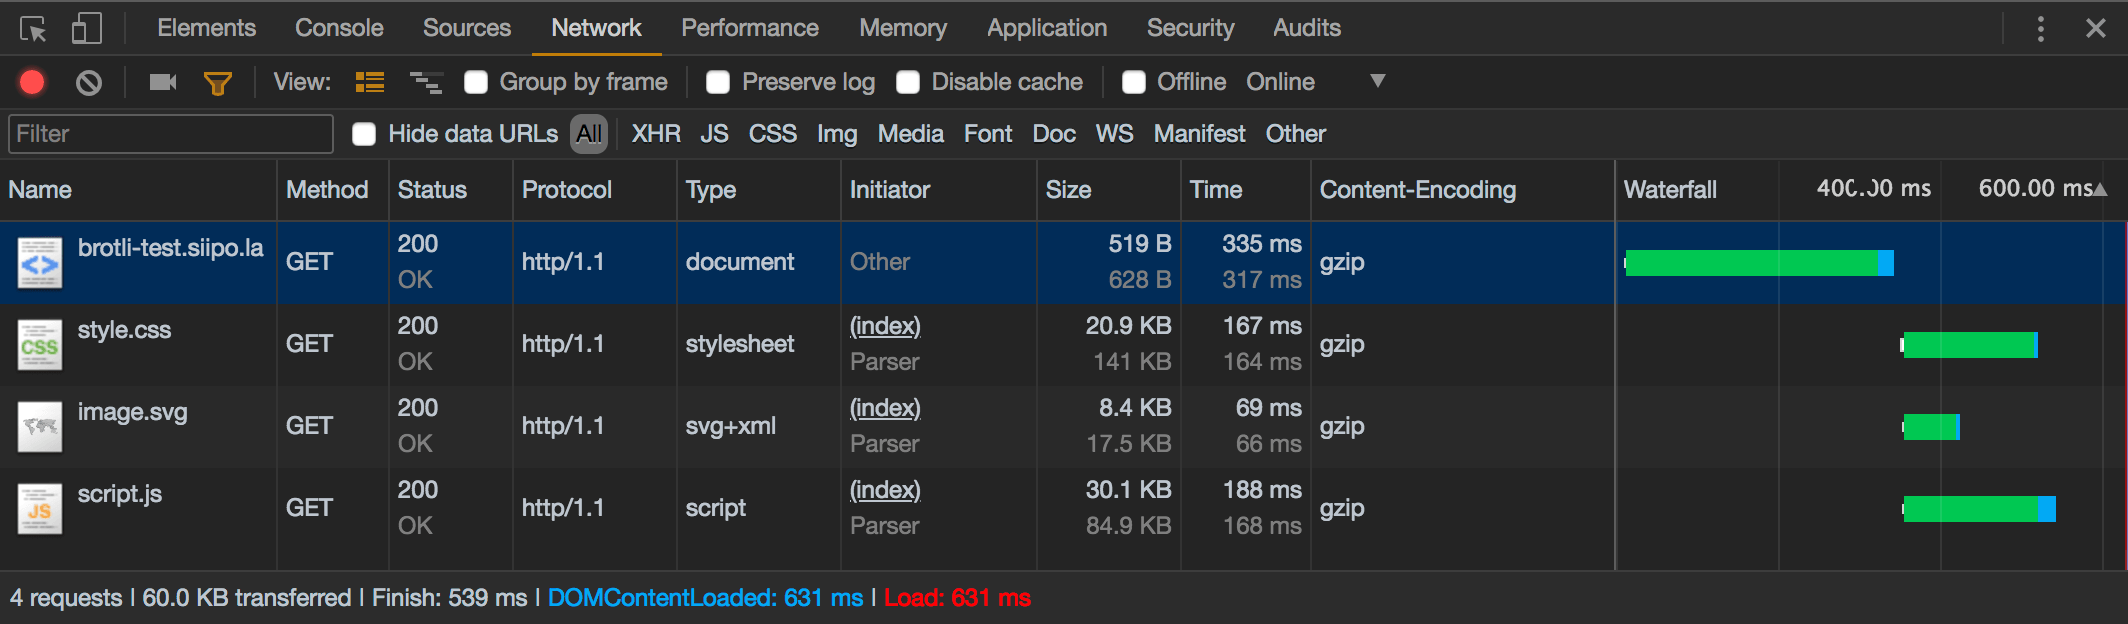 Elements Console Sources Network Performance Memory Application Security Audits
View: Group by frame Preserve log Disable cache Offline Online
Filter Hide data URLs All XHR JS CSS Img Media Font Doc WS Manifest Other
Name Method Status Protocol Type Initiator Size Time Content-Encoding Waterfall 400.00 ms 600.00 ms
brotli-test.siipo.la GET 200 http/1.1 document Other 519 B 335 ms gzip
OK 628 B 317 ms
style.css GET 200 http/1.1 stylesheet (index) 20.9 KB 167 ms gzip
CSS OK Parser 141 KB 164 ms
image.svg GET 200 http/1.1 svg+xml (index) 8.4 KB 69 ms gzip
OK Parser 17.5 KB 66 ms
script.js GET 200 http/1.1 script (index) 30.1 KB 188 ms gzip
JS OK Parser 84.9 KB 168 ms
4 requests | 60.0 KB transferred | Finish: 539 ms | DOMContentLoaded: 631 ms | Load: 631 ms